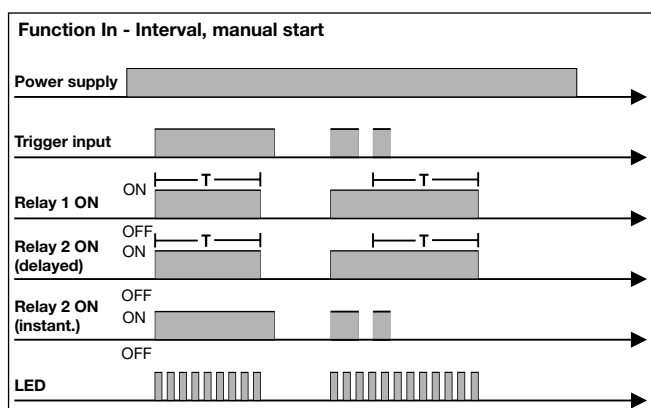 Function In - Interval, manual start
Power supply
Trigger input
T T
ON
Relay 1 ON
OFF
T T
ON
Relay 2 ON
(delayed)
OFF
ON
Relay 2 ON
(instant.)
OFF
LED